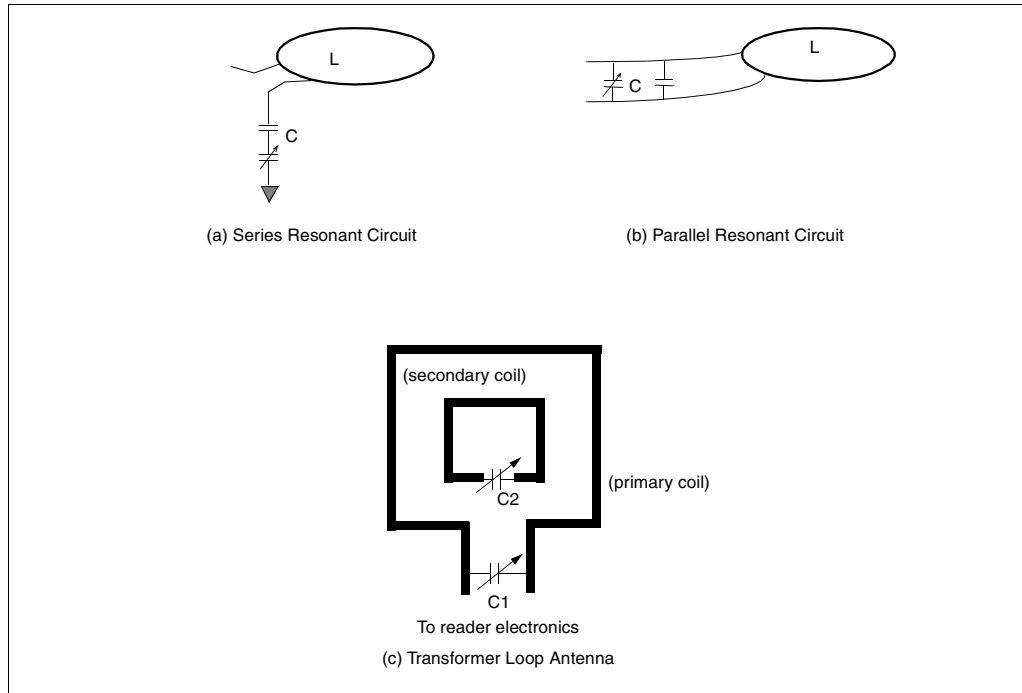 L
C
(a) Series Resonant Circuit
L
C
(b) Parallel Resonant Circuit
(secondary coil)
C2
(primary coil)
C1
To reader electronics
(c) Transformer Loop Antenna